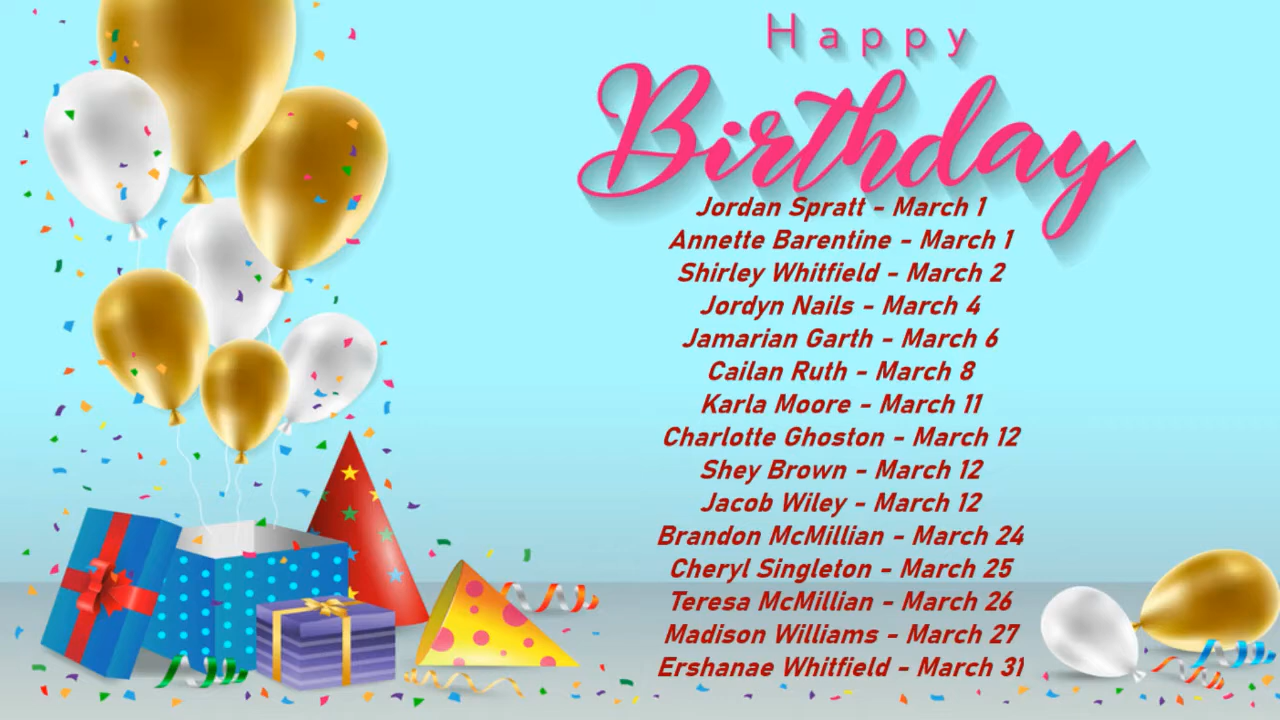 Happy
Birthday
Jordan Spratt - March 1
Annette Barentine - March 1
Shirley Whitfield - March 2
Jordyn Nails - March 4
Jamarian Garth - March 6
Cailan Ruth - March 8
Karla Moore - March 11
Charlotte Ghoston - March 12
Shey Brown - March 12
Jacob Wiley - March 12
Brandon McMillian - March 24
Cheryl Singleton - March 25
Teresa McMillian - March 26
Madison Williams - March 27
Ershanae Whitfield - March 31